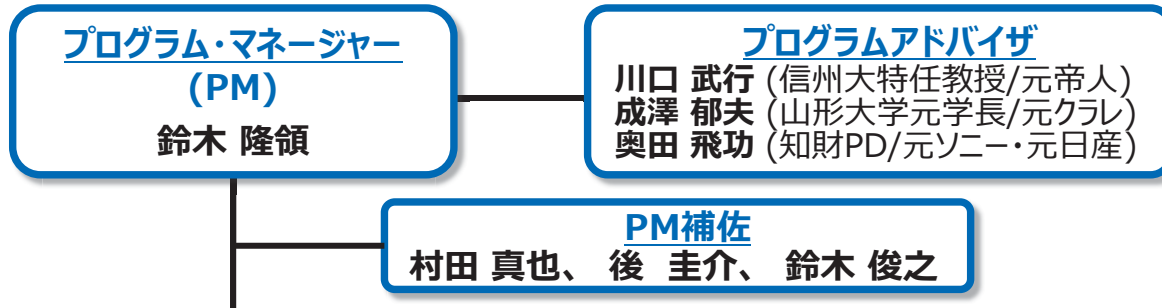 プログラム・マネージャー
(PM)
鈴木 隆領
プログラムアドバイザ
川口 武行 (信州大特任教授/元帝人)
成澤 郁夫 (山形大学元学長/元クラレ)
奥田 飛功 (知財PD/元ソニー・元日産)
PM補佐
村田 真也、 後 圭介、 鈴木 俊之